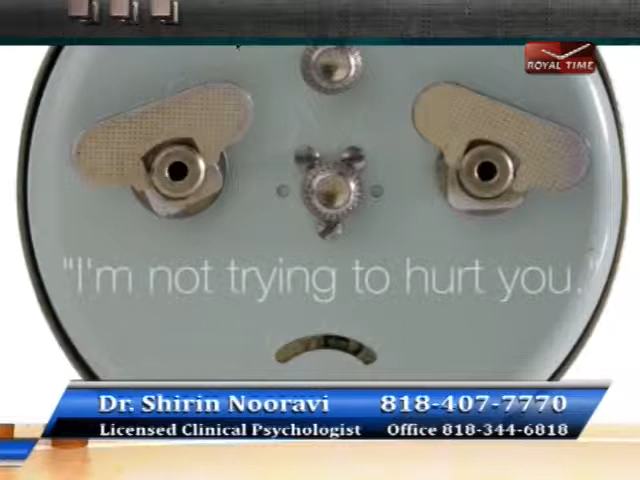 ROYAL TIME
"I'm not trying to hurt you."
Dr. Shirin Nooravi 818-407-7770
Licensed Clinical Psychologist Office 818-344-6818